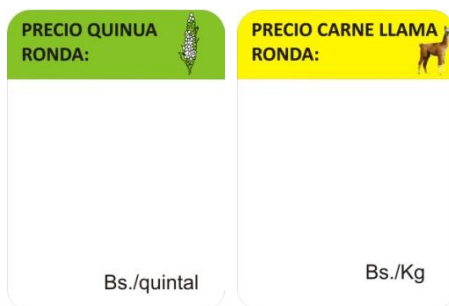 PRECIO QUINUA
RONDA:
Bs./quintal
PRECIO CARNE LLAMA
RONDA:
Bs./Kg